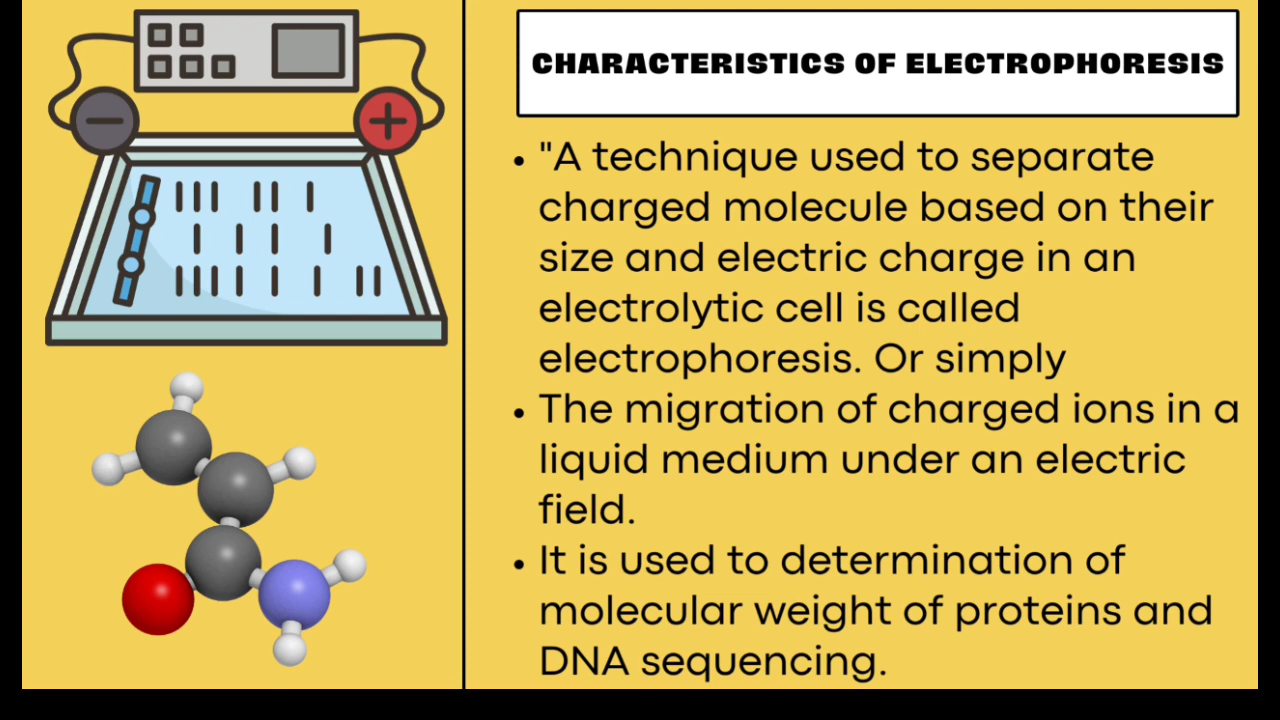 CHARACTERISTICS OF ELECTROPHORESIS
• "A technique used to separate
charged molecule based on their
size and electric charge in an
electrolytic cell is called
electrophoresis. Or simply
• The migration of charged ions in a
liquid medium under an electric
field.
• It is used to determination of
molecular weight of proteins and
DNA sequencing.